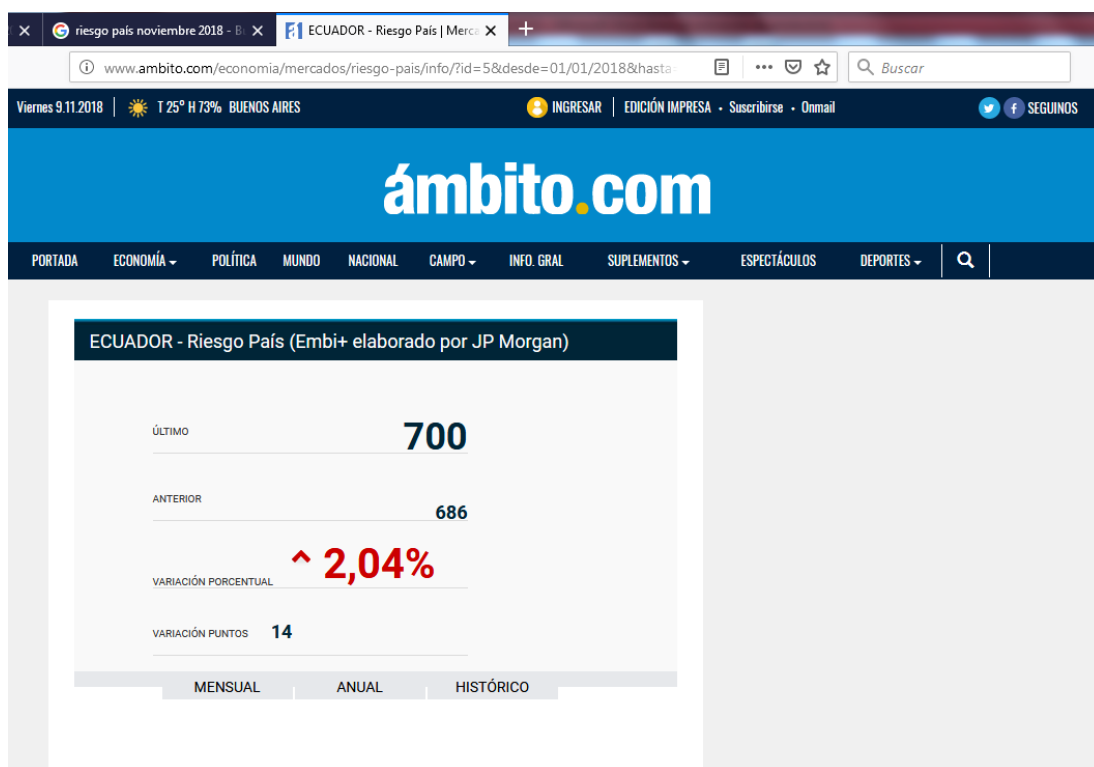 riesgo país noviembre 2018 - B
ECUADOR - Riesgo País | Merca
www.ambito.com/economia/mercados/riesgo-pais/info/?id=5&desde=01/01/2018&hasta
Buscar
Viernes 9.11.2018 | T 25° H 73% BUENOS AIRES
INGRESAR | EDICIÓN IMPRESA • Suscribirse • Onmail
SEGUINOS
ámbito.com
PORTADA ECONOMÍA POLÍTICA MUNDO NACIONAL CAMPO INFO. GRAL SUPLEMENTOS ESPECTÁCULOS DEPORTES
ECUADOR - Riesgo País (Embi+ elaborado por JP Morgan)
ÚLTIMO 700
ANTERIOR 686
VARIACIÓN PORCENTUAL ^ 2,04%
VARIACIÓN PUNTOS 14
MENSUAL ANUAL HISTÓRICO